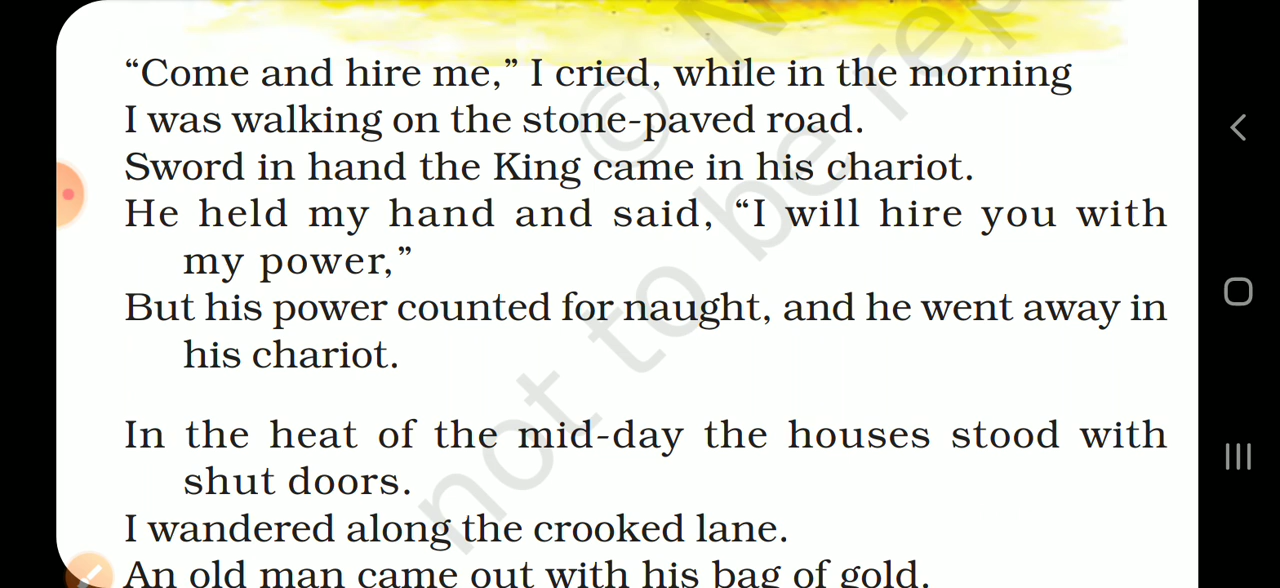 “Come and hire me,” I cried, while in the morning
I was walking on the stone-paved road.
Sword in hand the King came in his chariot.
He held my hand and said, “I will hire you with
my power,”
But his power counted for naught, and he went away in
his chariot.
In the heat of the mid-day the houses stood with
shut doors.
I wandered along the crooked lane.
An old man came out with his bag of gold.
© N
not to be rep